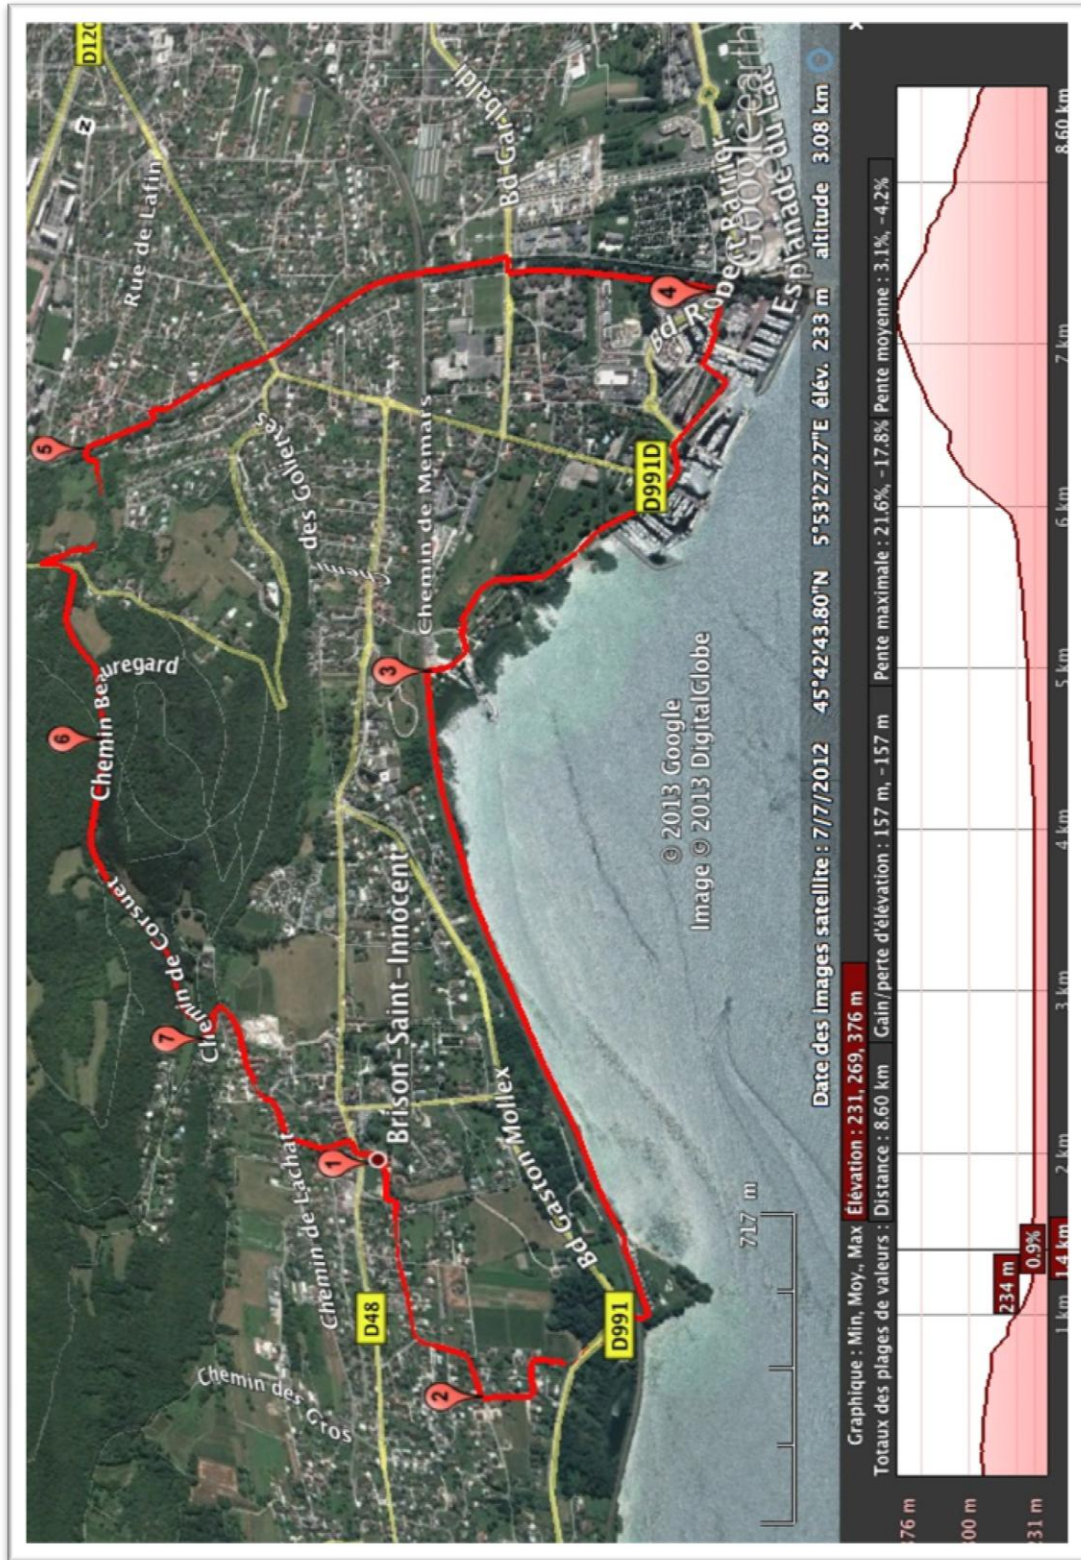 D120
N
Rue de Lafin
Bd Garibaldi
5
4
Bd Robert Barrier
Google earth
Esplanade du Lac
Chemin des Goliettes
Chemin de Menars
D991D
3
6
Chemin Beauregard
7
Chemin de Corsuet
Brison-Saint-Innocent
1
Chemin de Lachat
Bd Gaston Mollex
D48
D991
2
Chemin des Gros
717 m
© 2013 Google
Image © 2013 DigitalGlobe
Date des images satellite : 7/7/2012 45°42'43.80"N 5°53'27.27"E élév. 233 m altitude 3.08 km
Graphique : Min, Moy., Max Élévation : 231, 269, 376 m
Totaux des plages de valeurs : Distance : 8.60 km Gain/perte d'élévation : 157 m, -157 m Pente maximale : 21.6%, -17.8% Pente moyenne : 3.1%, -4.2%
376 m
300 m
231 m
234 m
0.9%
1 km 1.4 km 2 km 3 km 4 km 5 km 6 km 7 km 8.60 km